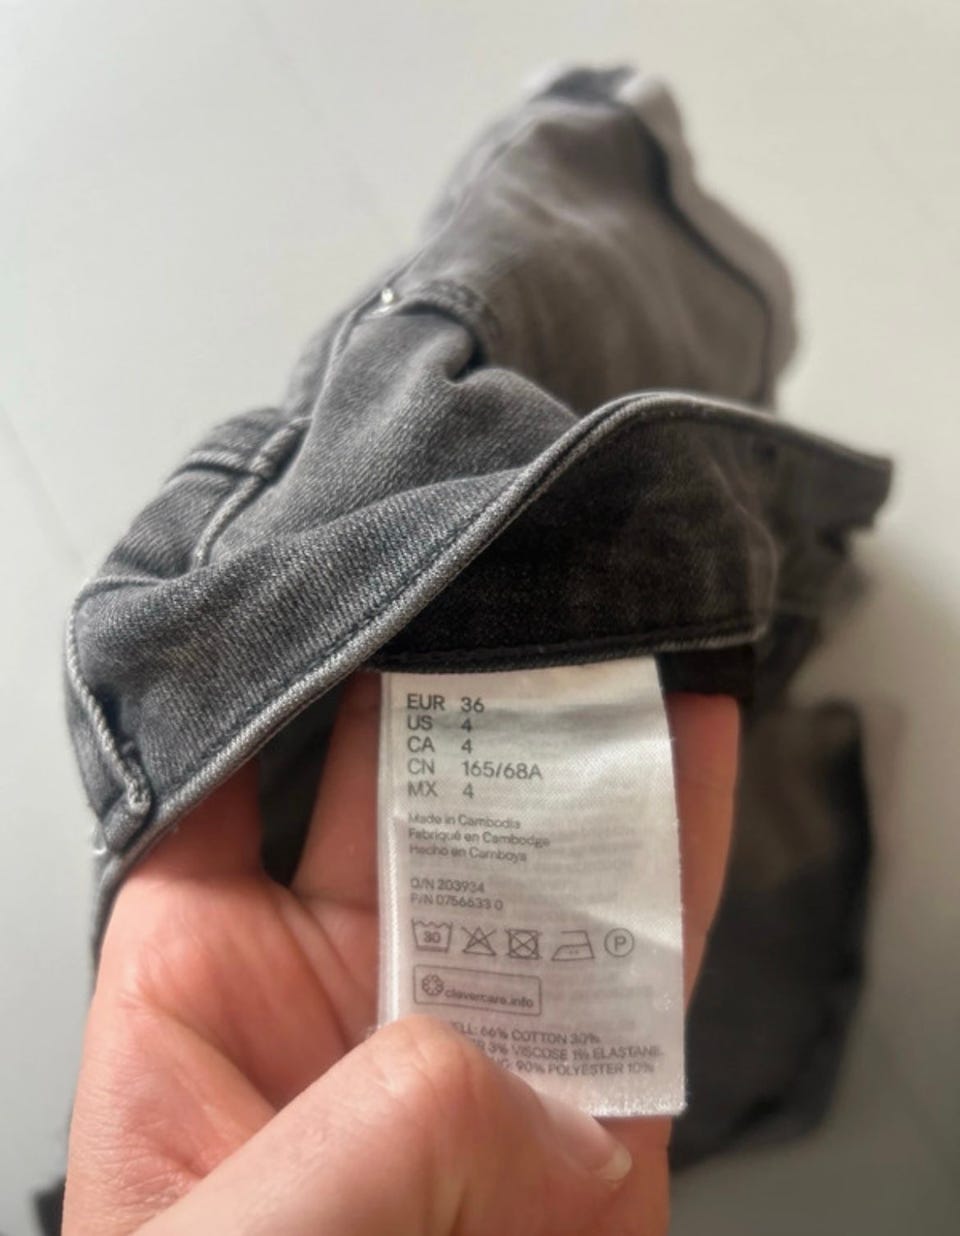 EUR 36
US 4
CA 4
CN 165/68A
MX 4
Made in Cambodia
Fabriqué en Cambodge
Hecho en Camboya
O/N 203934
P/N 0756633 0
30 P
clevercare.info
ELL: 66% COTTON 30%
R 3% VISCOSE 1% ELASTANE
G: 90% POLYESTER 10%